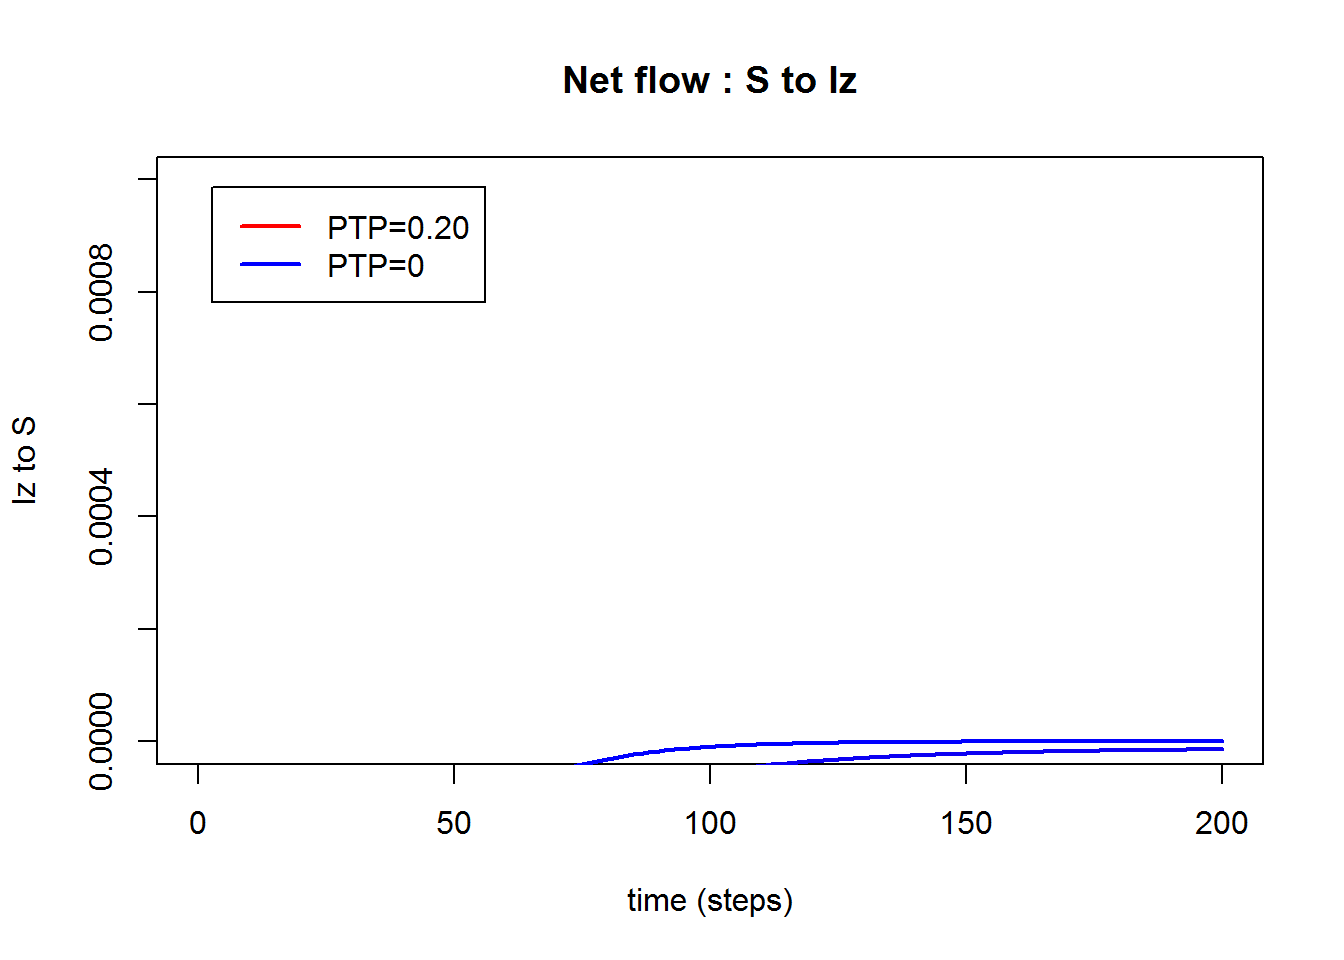 Net flow : S to Iz
PTP=0.20
PTP=0
Iz to S
0.0008
0.0004
0.0000
0
50
100
150
200
time (steps)